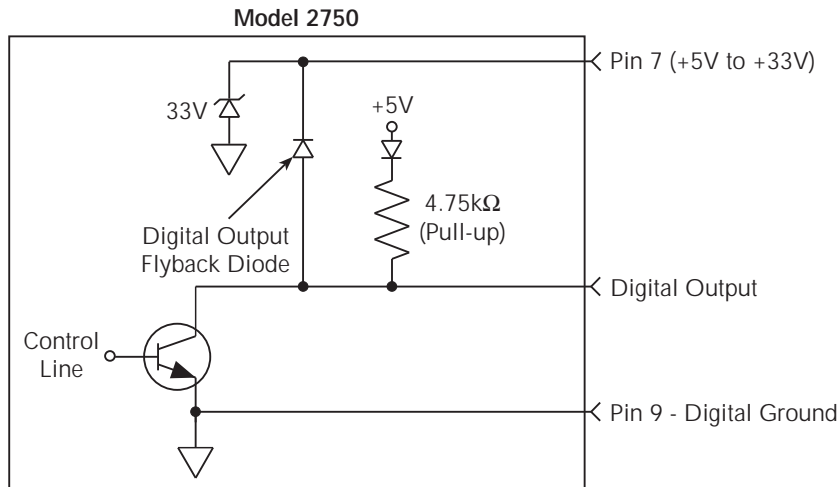 Model 2750
Pin 7 (+5V to +33V)
33V
+5V
4.75kΩ
(Pull-up)
Digital Output
Flyback Diode
Digital Output
Control
Line
Pin 9 - Digital Ground